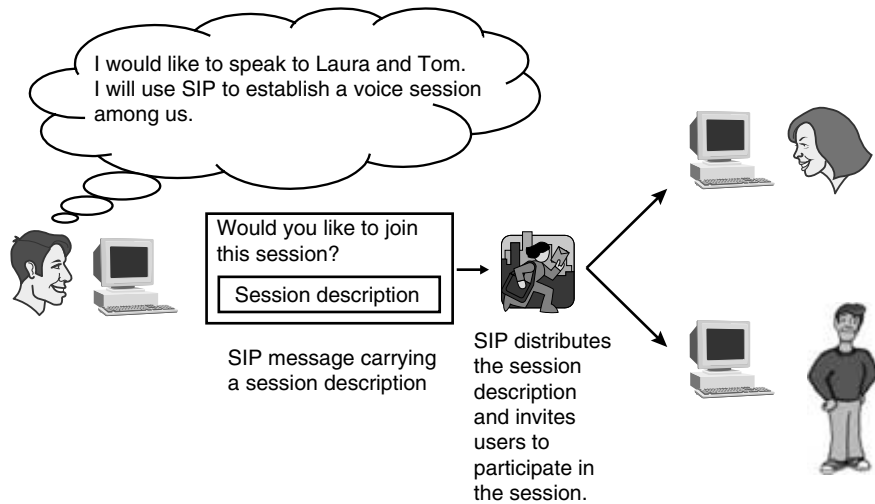 I would like to speak to Laura and Tom.
I will use SIP to establish a voice session
among us.
Would you like to join
this session?
Session description
SIP message carrying
a session description
SIP distributes
the session
description
and invites
users to
participate in
the session.